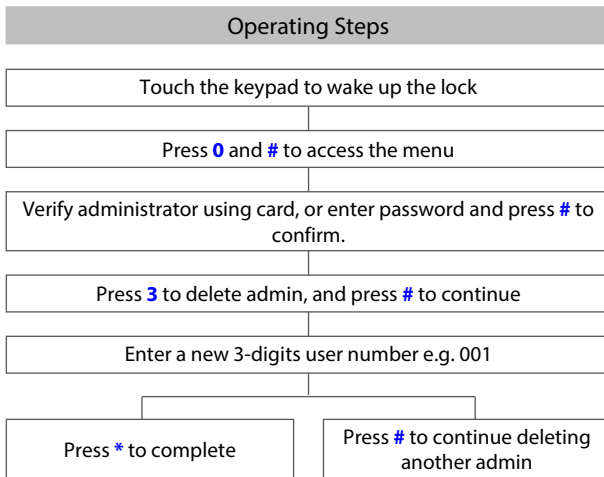 Operating Steps
Touch the keypad to wake up the lock
Press 0 and # to access the menu
Verify administrator using card, or enter password and press # to
confirm.
Press 3 to delete admin, and press # to continue
Enter a new 3-digits user number e.g. 001
Press * to complete
Press # to continue deleting
another admin